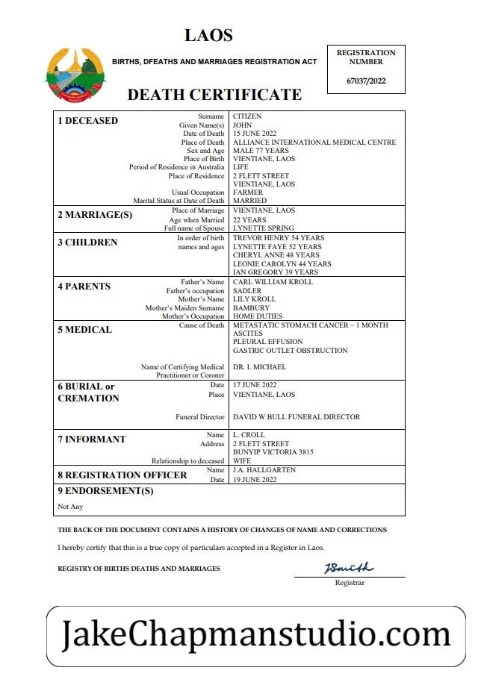 LAOS
BIRTHS, DFEATHS AND MARRIAGES REGISTRATION ACT
REGISTRATION
NUMBER
67037/2022
DEATH CERTIFICATE
1 DECEASED
Surname CITIZEN
Given Name(s) JOHN
Date of Death 15 JUNE 2022
Place of Death ALLIANCE INTERNATIONAL MEDICAL CENTRE
Sex and Age MALE 77 YEARS
Place of Birth VIENTIANE, LAOS
Period of Residence in Australia LIFE
Place of Residence 2 FLETT STREET
VIENTIANE, LAOS
Usual Occupation FARMER
Marital Status at Date of Death MARRIED
2 MARRIAGE(S)
Place of Marriage VIENTIANE, LAOS
Age when Married 22 YEARS
Full name of Spouse LYNETTE SPRING
3 CHILDREN
In order of birth TREVOR HENRY 54 YEARS
names and ages LYNETTE FAYE 52 YEARS
CHERYL ANNE 48 YEARS
LEONIE CAROLYN 44 YEARS
IAN GREGORY 39 YEARS
4 PARENTS
Father's Name CARL WILLIAM KROLL
Father's occupation SADLER
Mother's Name LILY KROLL
Mother's Maiden Surname BAMBURY
Mother's Occupation HOME DUTIES
5 MEDICAL
Cause of Death METASTATIC STOMACH CANCER – 1 MONTH
ASCITES
PLEURAL EFFUSION
GASTRIC OUTLET OBSTRUCTION
Name of Certifying Medical DR. I. MICHAEL
Practitioner or Coroner
6 BURIAL or
CREMATION
Date 17 JUNE 2022
Place VIENTIANE, LAOS
Funeral Director DAVID W BULL FUNERAL DIRECTOR
7 INFORMANT
Name L. CROLL
Address 2 FLETT STREET
BUNYIP VICTORIA 3815
Relationship to deceased WIFE
8 REGISTRATION OFFICER
Name J.A. HALLGARTEN
Date 19 JUNE 2022
9 ENDORSEMENT(S)
Not Any
THE BACK OF THE DOCUMENT CONTAINS A HISTORY OF CHANGES OF NAME AND CORRECTIONS
I hereby certify that this is a true copy of particulars accepted in a Register in Laos.
REGISTRY OF BIRTHS DEATHS AND MARRIAGES
JSmith
Registrar
JakeChapmanstudio.com